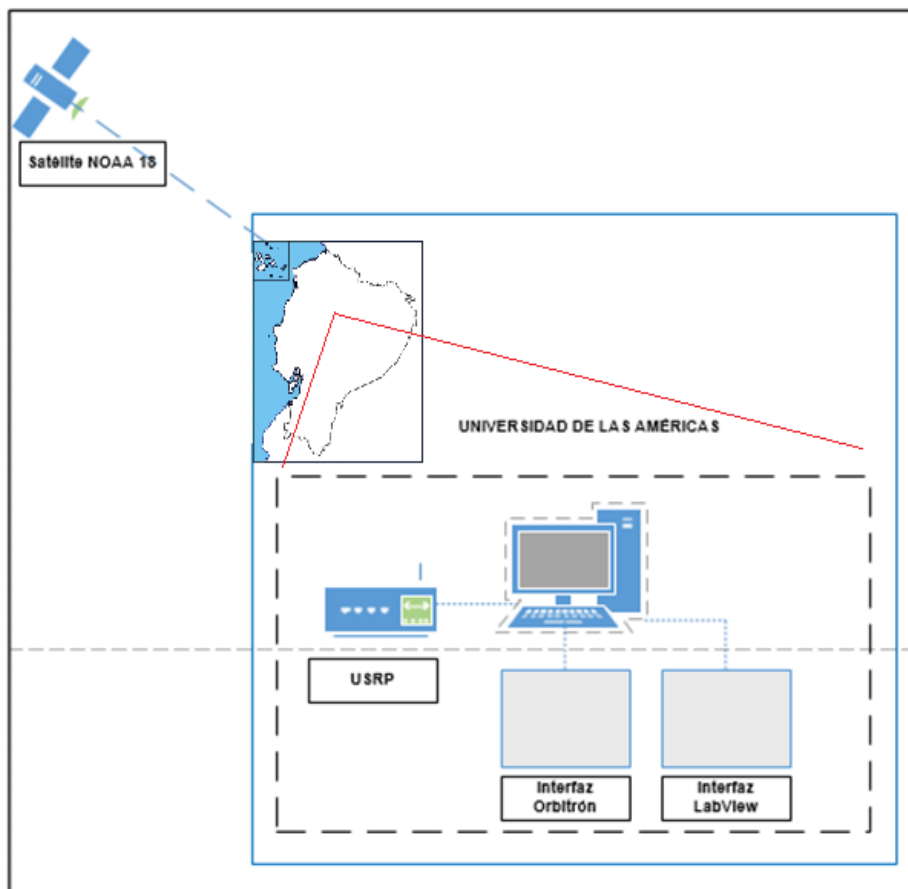 Satélite NOAA 18
UNIVERSIDAD DE LAS AMÉRICAS
USRP
Interfaz
Orbitrón
Interfaz
LabView